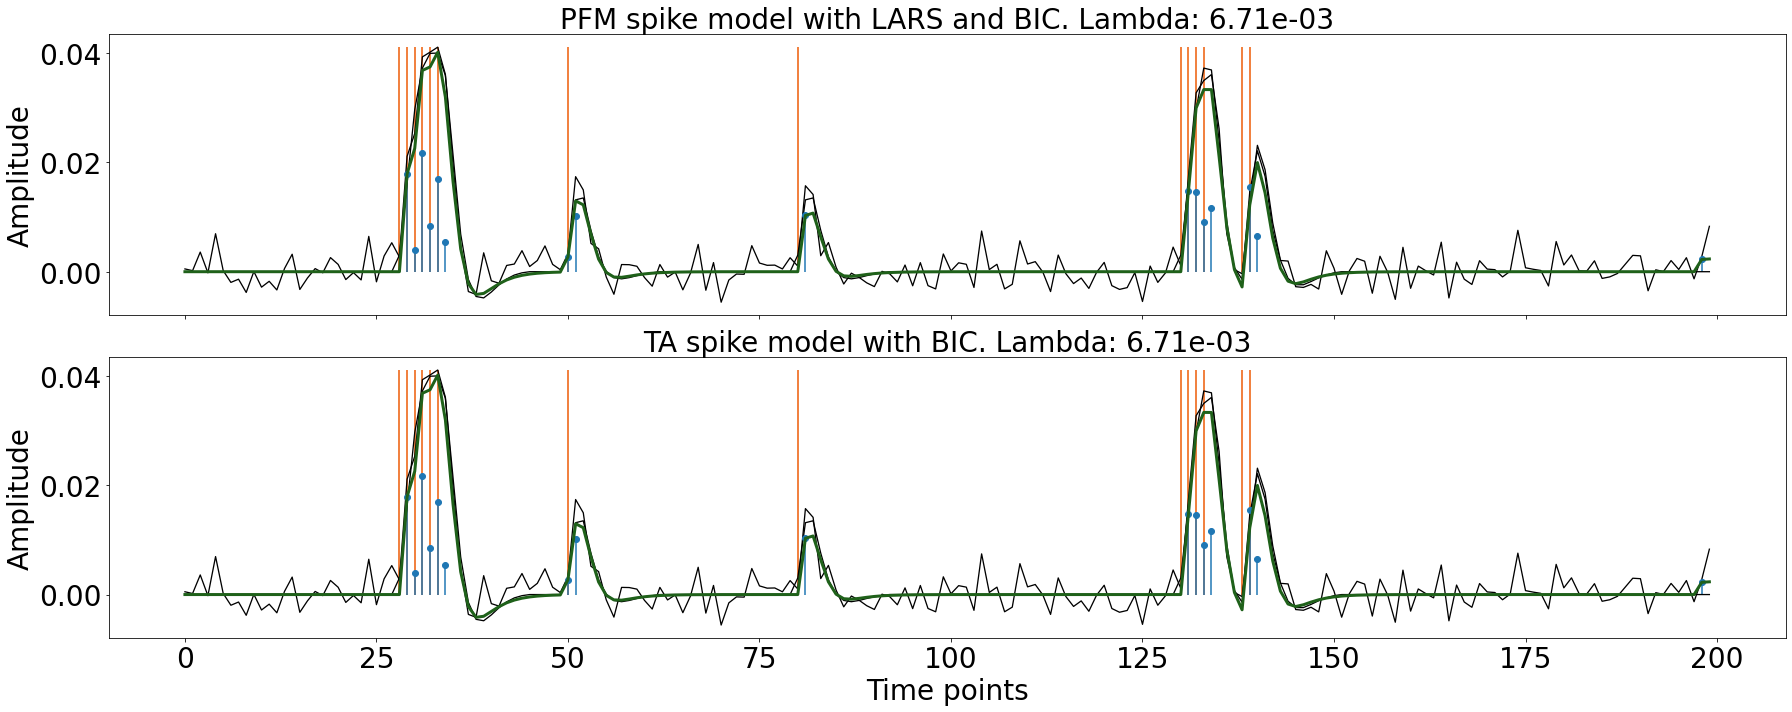 PFM spike model with LARS and BIC. Lambda: 6.71e-03
Amplitude
0.04
0.02
0.00
TA spike model with BIC. Lambda: 6.71e-03
Amplitude
0.04
0.02
0.00
0 25 50 75 100 125 150 175 200
Time points